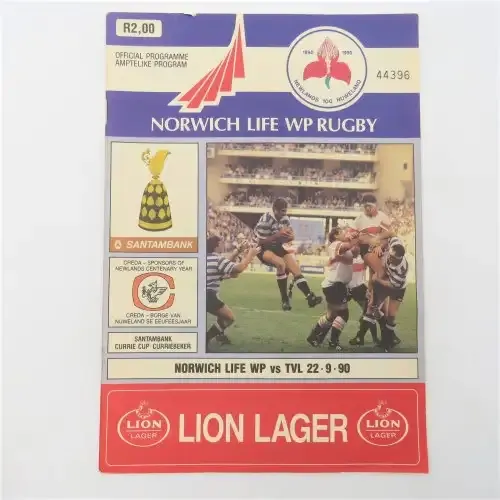 R2,00
OFFICIAL PROGRAMME
AMPTELIKE PROGRAM
1890 1990
NEWLANDS 100 NUWELAND
44396
NORWICH LIFE WP RUGBY
SANTAMBANK
CREDA – SPONSORS OF
NEWLANDS CENTENARY YEAR
CREDA – BORGE VAN
NUWELAND SE EEUFEESJAAR
SANTAMBANK
CURRIE CUP CURRIEBEKER
NORWICH LIFE WP vs TVL 22·9·90
LION
LAGER
LION LAGER
LION
LAGER